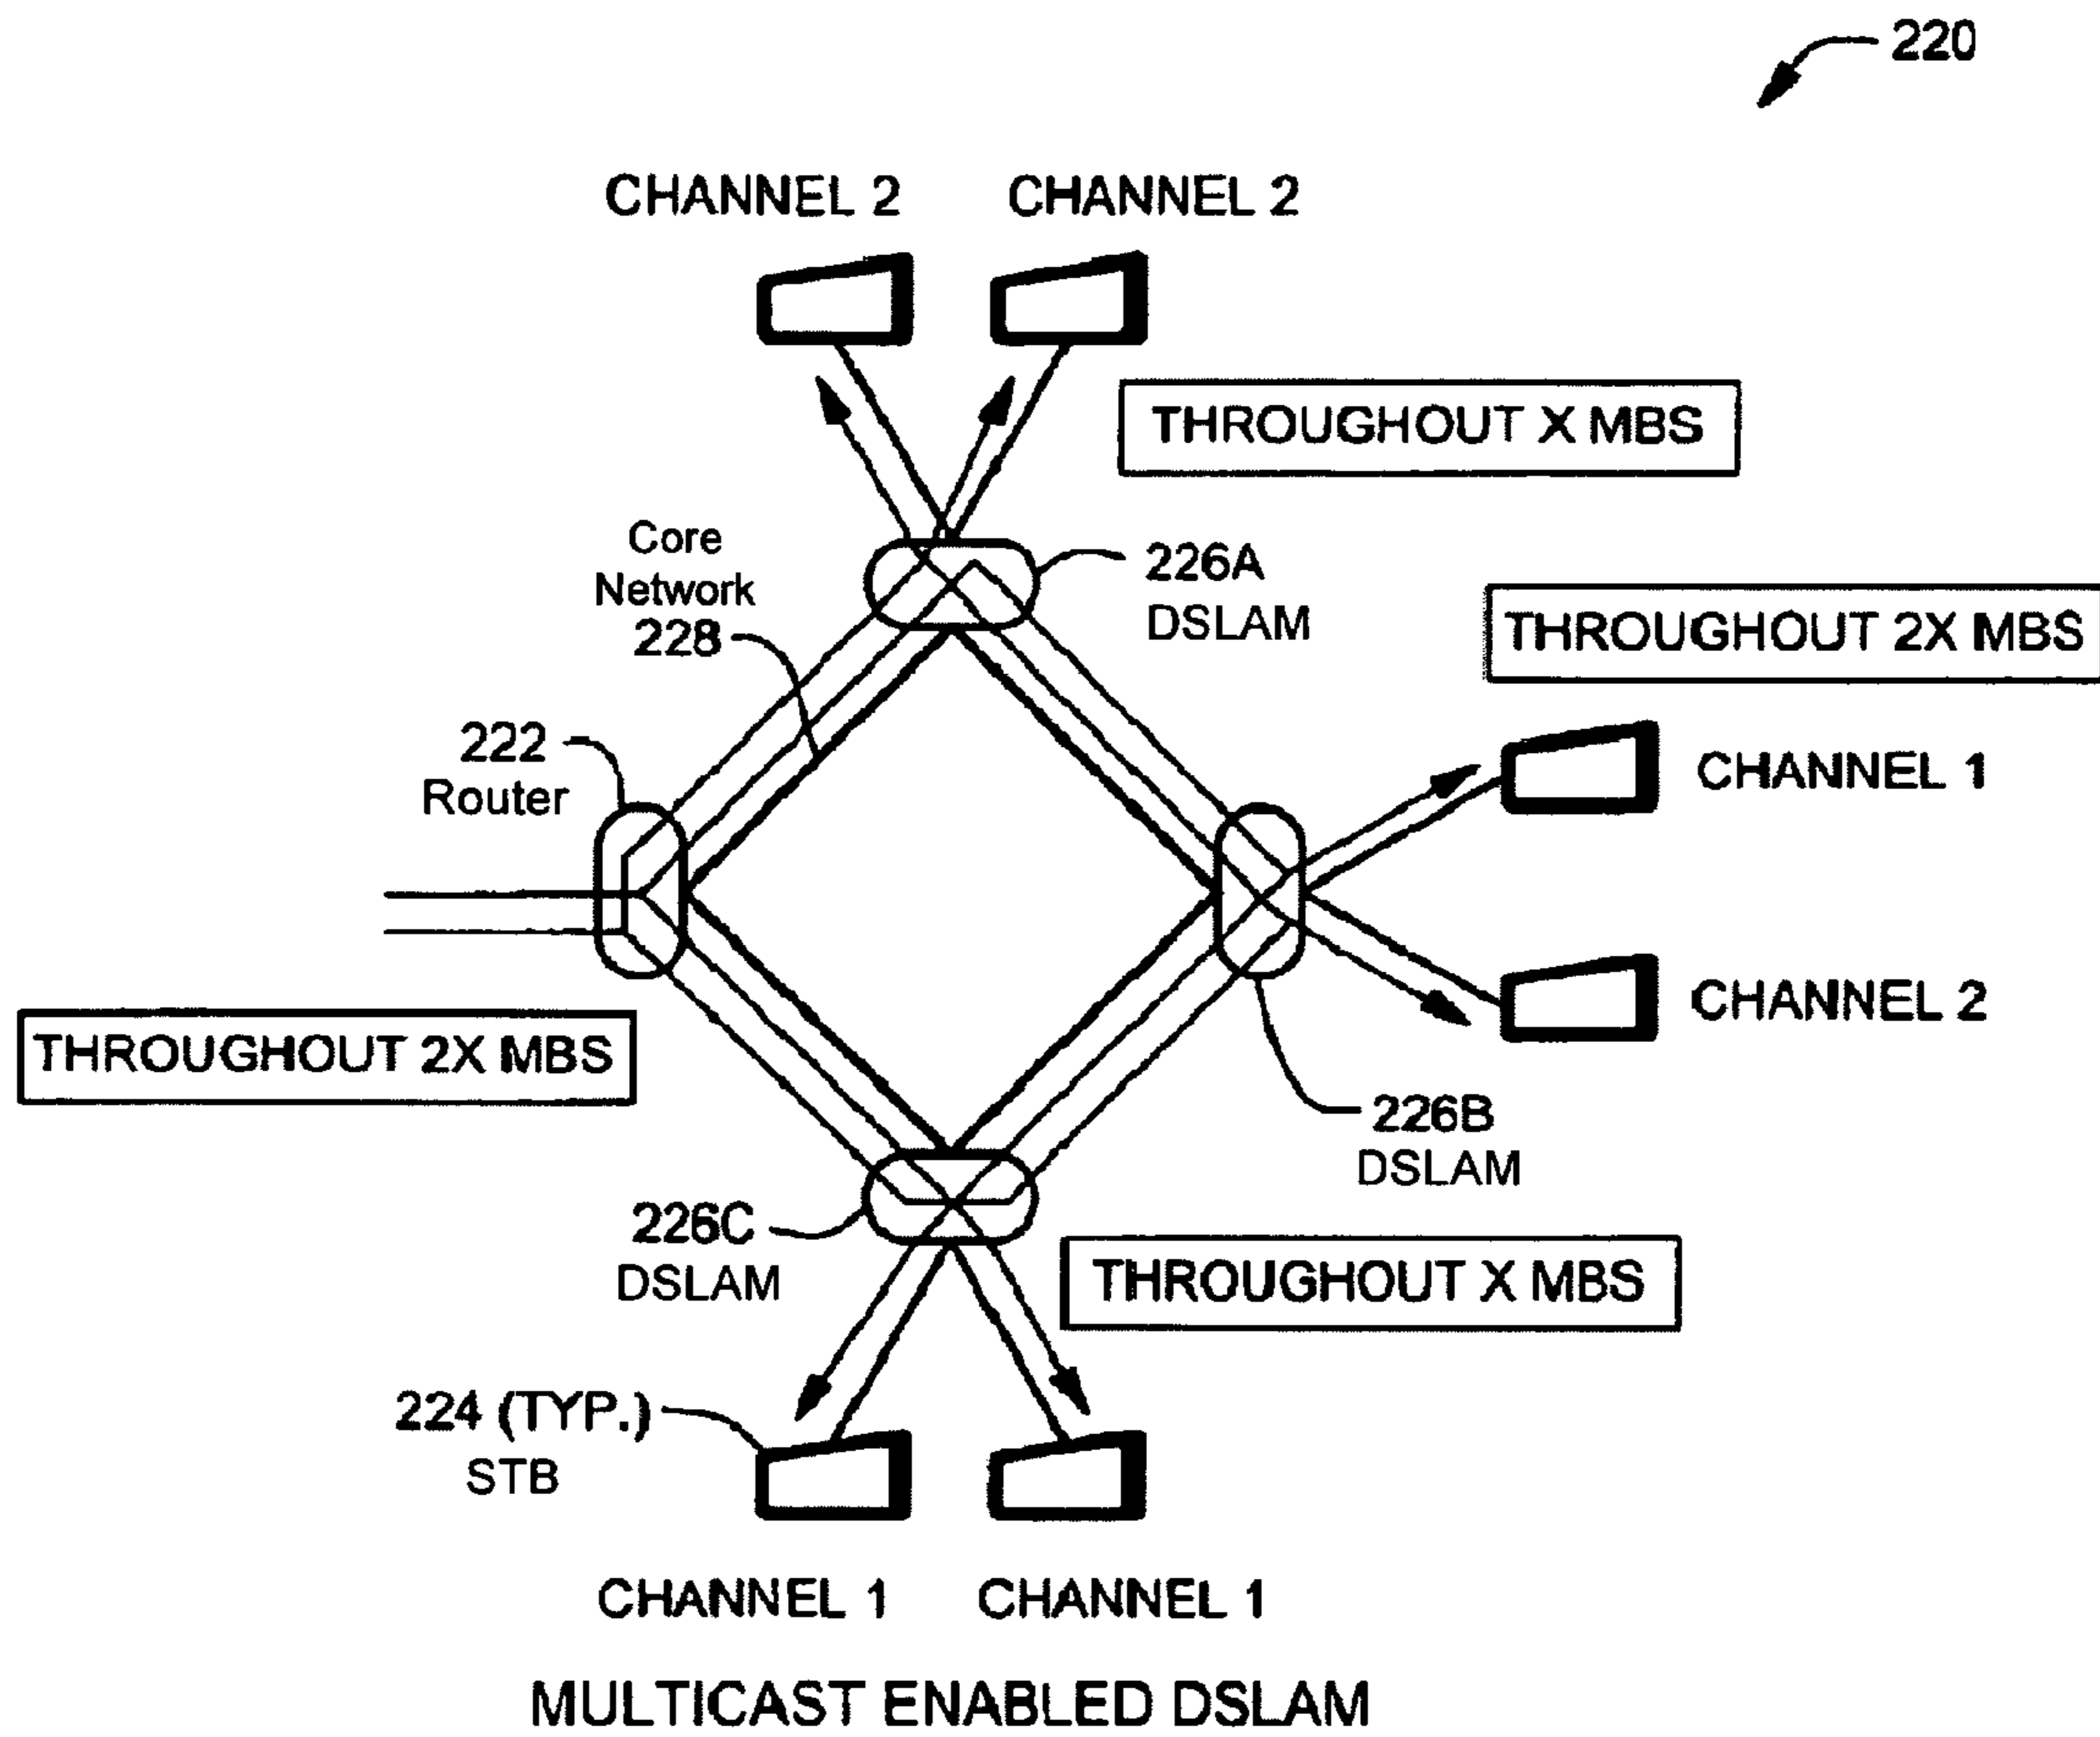 220
CHANNEL 2
CHANNEL 2
THROUGHOUT X MBS
Core
Network
228
226A
DSLAM
THROUGHOUT 2X MBS
222
Router
CHANNEL 1
CHANNEL 2
THROUGHOUT 2X MBS
226B
DSLAM
226C
DSLAM
THROUGHOUT X MBS
224 (TYP.)
STB
CHANNEL 1
CHANNEL 1
MULTICAST ENABLED DSLAM